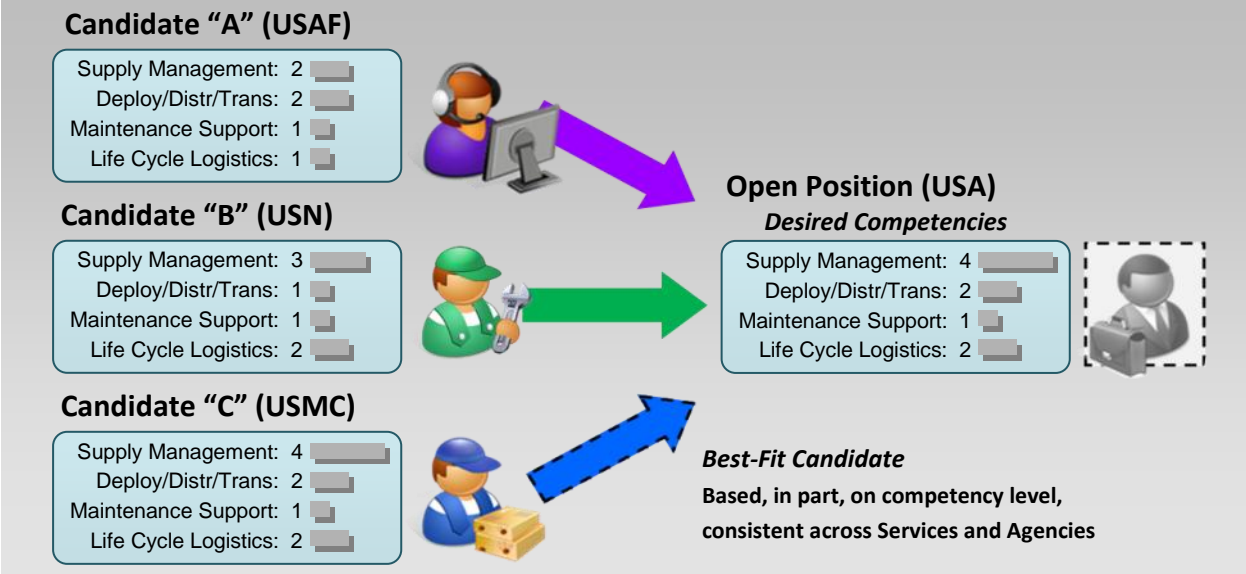 Candidate “A” (USAF)
Supply Management: 2
Deploy/Distr/Trans: 2
Maintenance Support: 1
Life Cycle Logistics: 1
Candidate “B” (USN)
Supply Management: 3
Deploy/Distr/Trans: 1
Maintenance Support: 1
Life Cycle Logistics: 2
Candidate “C” (USMC)
Supply Management: 4
Deploy/Distr/Trans: 2
Maintenance Support: 1
Life Cycle Logistics: 2
Open Position (USA)
Desired Competencies
Supply Management: 4
Deploy/Distr/Trans: 2
Maintenance Support: 1
Life Cycle Logistics: 2
Best-Fit Candidate
Based, in part, on competency level,
consistent across Services and Agencies